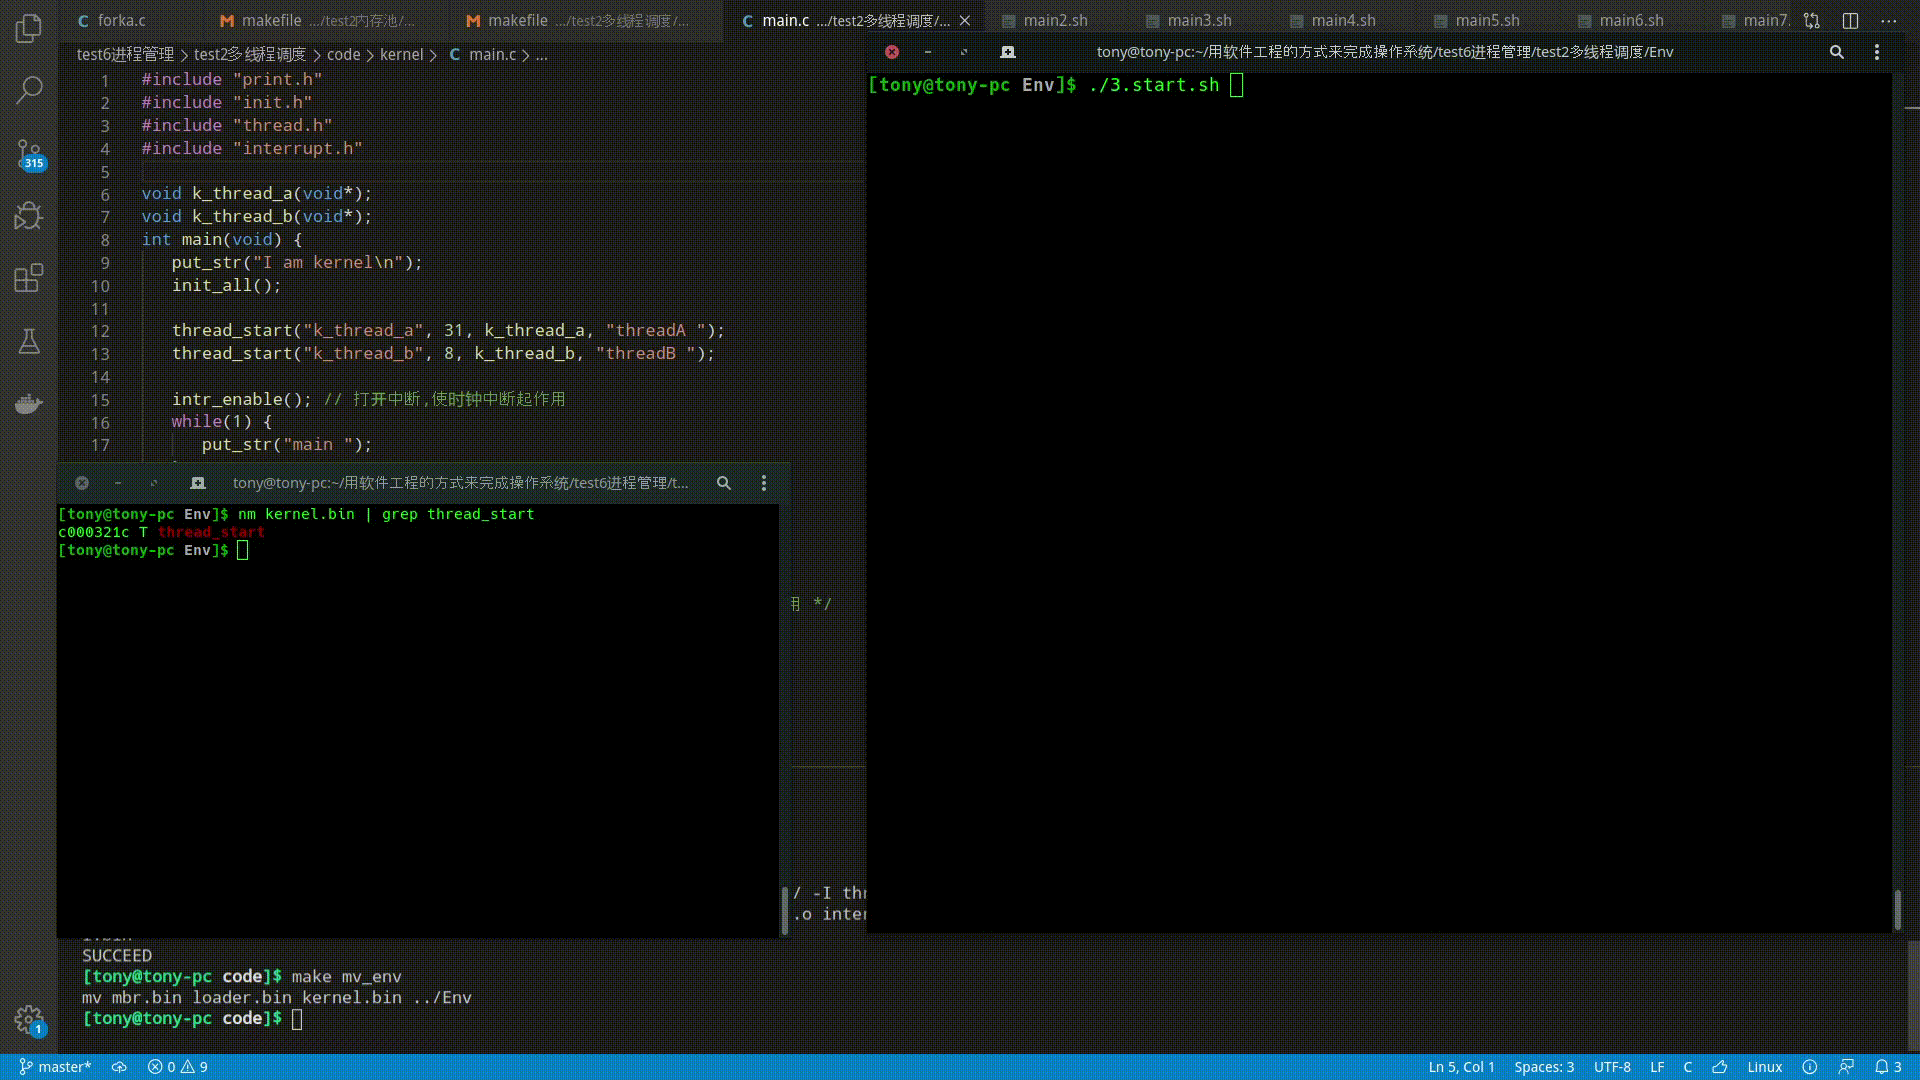 forka.c
makefile .../test2内存池/...
makefile .../test2多线程调度/...
main.c .../test2多线程调度/...
main2.sh
main3.sh
main4.sh
main5.sh
main6.sh
main7.
test6进程管理 > test2多线程调度 > code > kernel > C main.c > ...
1 #include "print.h"
2 #include "init.h"
3 #include "thread.h"
4 #include "interrupt.h"
5
6 void k_thread_a(void*);
7 void k_thread_b(void*);
8 int main(void) {
9 put_str("I am kernel\n");
10 init_all();
11
12 thread_start("k_thread_a", 31, k_thread_a, "threadA ");
13 thread_start("k_thread_b", 8, k_thread_b, "threadB ");
14
15 intr_enable(); // 打开中断,使时钟中断起作用
16 while(1) {
17 put_str("main ");
315
tony@tony-pc:~/用软件工程的方式来完成操作系统/test6进程管理/test2多线程调度/Env
[tony@tony-pc Env]$ ./3.start.sh
tony@tony-pc:~/用软件工程的方式来完成操作系统/test6进程管理/t...
[tony@tony-pc Env]$ nm kernel.bin | grep thread_start
c000321c T thread_start
[tony@tony-pc Env]$
用 */
/ -I thr
.o inter
SUCCEED
[tony@tony-pc code]$ make mv_env
mv mbr.bin loader.bin kernel.bin ../Env
[tony@tony-pc code]$
1
master* 0 9 Ln 5, Col 1 Spaces: 3 UTF-8 LF C Linux 3